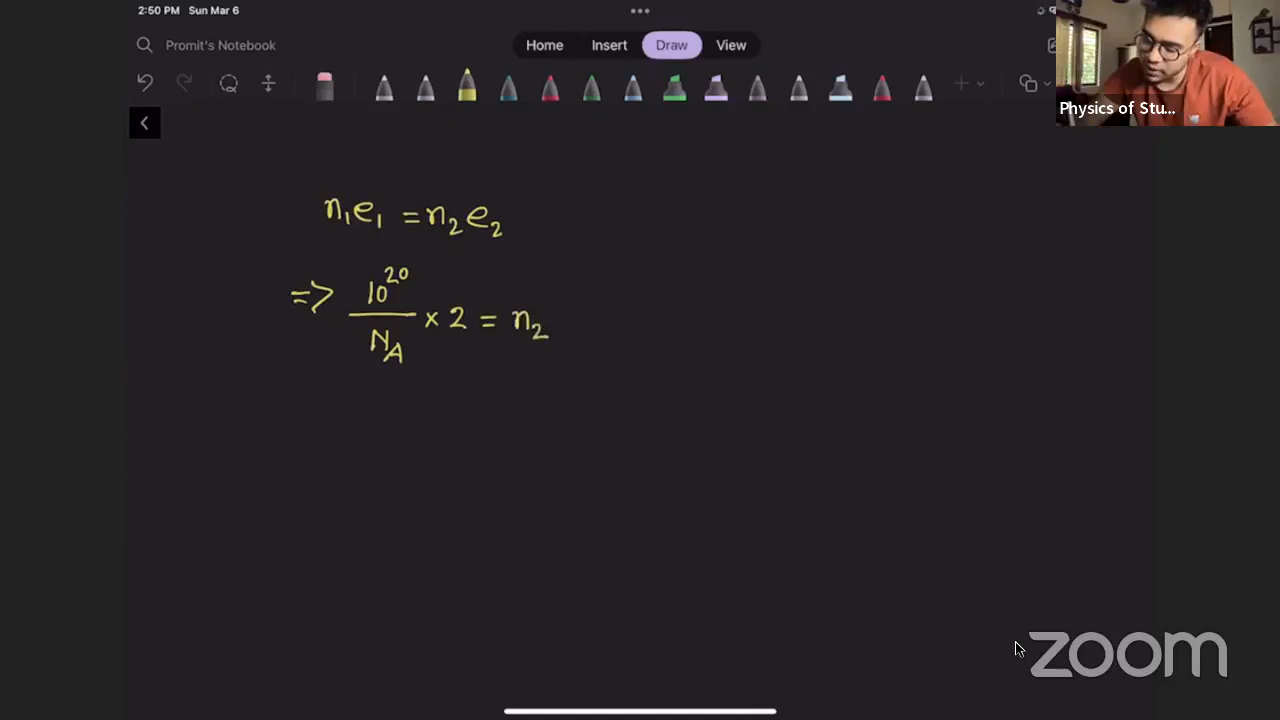 2:50 PM Sun Mar 6
Promit's Notebook
Home Insert Draw View
Physics of Stu...
n₁e₁ = n₂e₂
=> 10²⁰/N_A × 2 = n₂
zoom